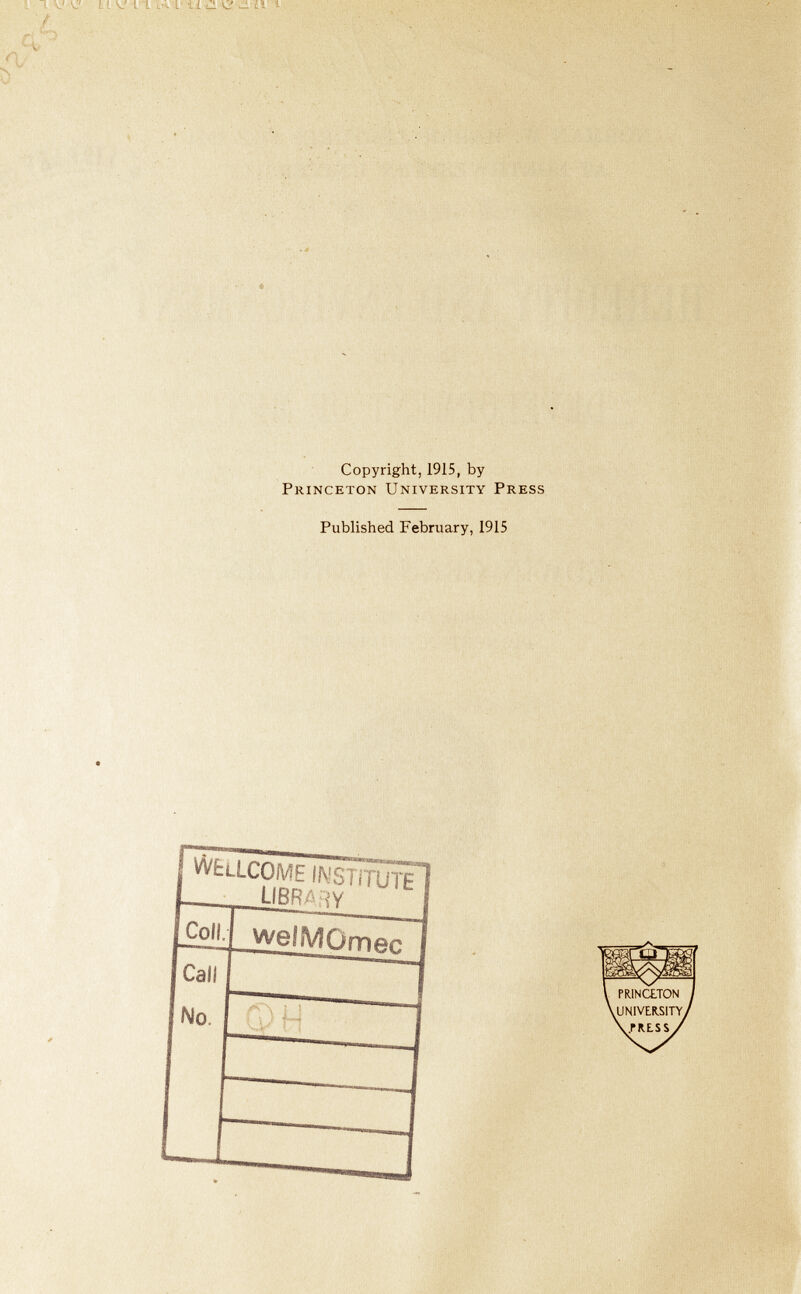 Copyright, 1915, by
Princeton University Press
Published February, 1915
WELLCOME INSTITUTE
LIBRARY
Coll. welMOmec
Call
No. QH
PRINCETON
UNIVERSITY
PRESS